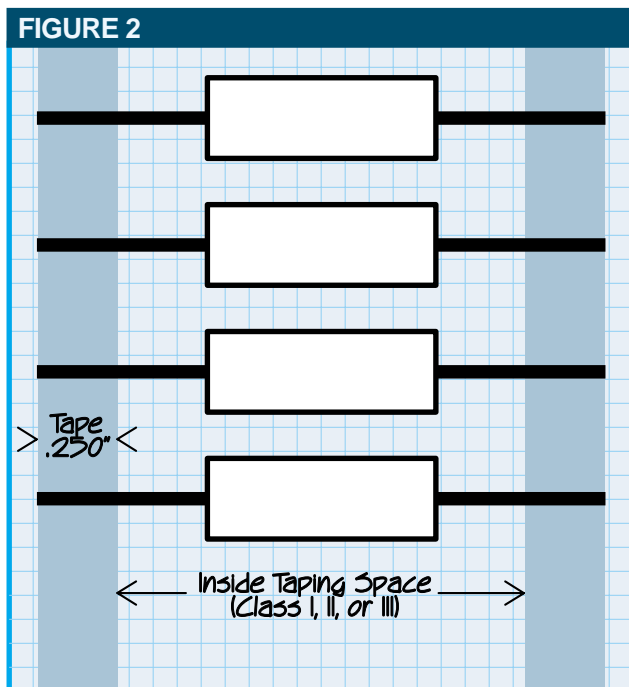 FIGURE 2
Tape
.250"
Inside Taping Space
(Class I, II, or III)